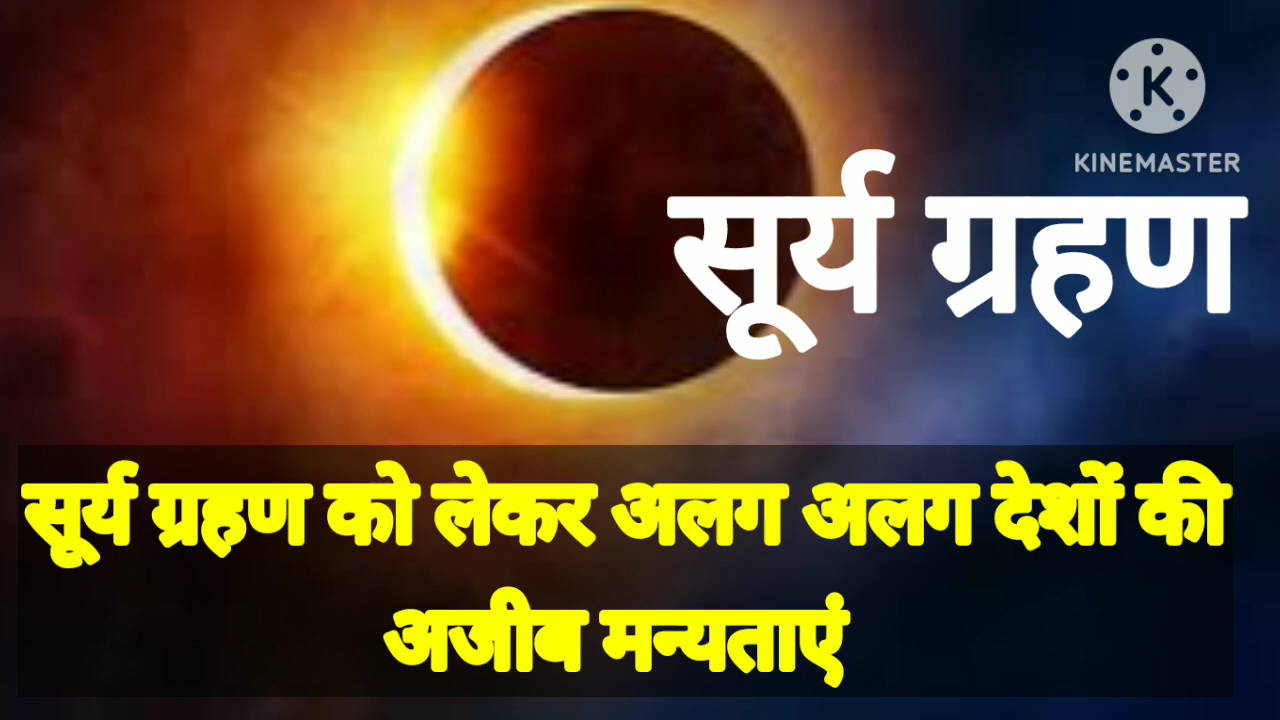 KINEMASTER
सूर्य ग्रहण
सूर्य ग्रहण को लेकर अलग अलग देशों की
अजीब मन्यताएं